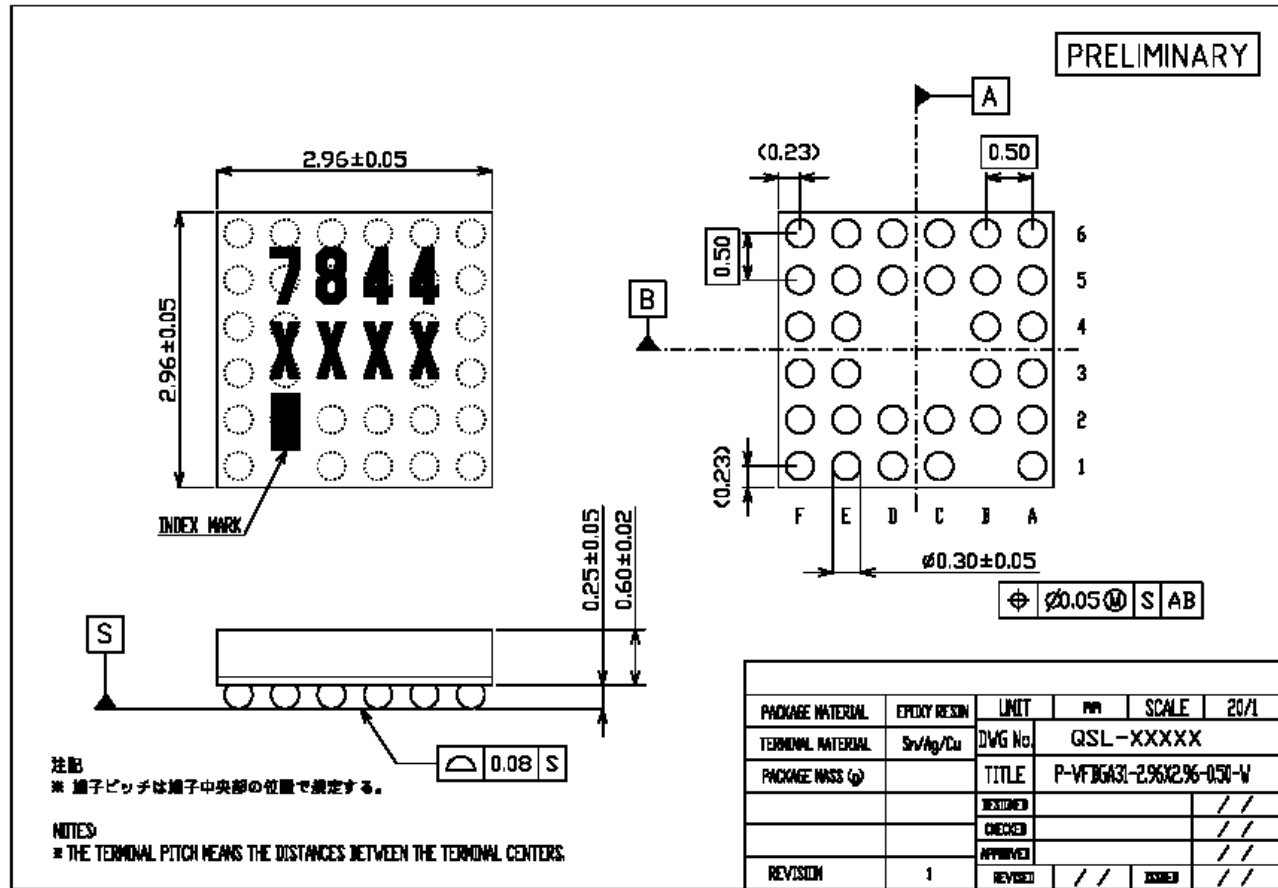 PRELIMINARY
A
2.96±0.05
(0.23)
0.50
7844
XXXX
2.96±0.05
0.50
B
6
5
4
3
2
1
(0.23)
INDEX MARK
F E D C B A
ø0.30±0.05
⌖ ø0.05Ⓜ S AB
0.25±0.05
0.60±0.02
S
⌓ 0.08 S
注記
※ 端子ピッチは端子中央部の位置で規定する。
NOTES)
※ THE TERMINAL PITCH MEANS THE DISTANCES BETWEEN THE TERMINAL CENTERS.
PACKAGE MATERIAL EPOXY RESIN UNIT mm SCALE 20/1
TERMINAL MATERIAL Sn/Ag/Cu DWG No. QSL-XXXXX
PACKAGE MASS (g) TITLE P-VFBGA31-2.96X2.96-0.50-W
DESIGNED / /
CHECKED / /
APPROVED / /
REVISION 1 REVISED / / ISSUED / /